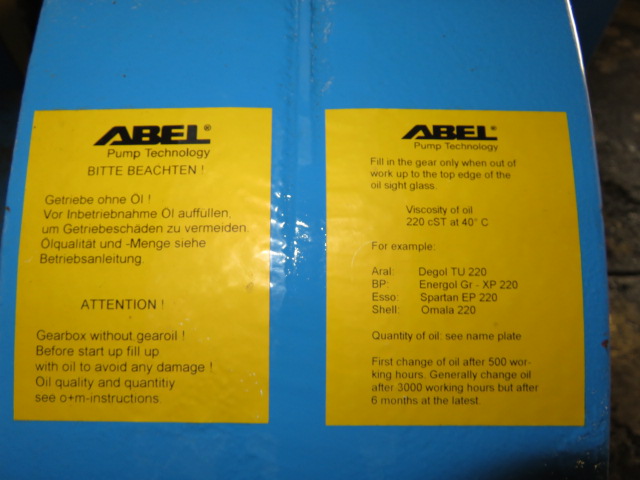 ABEL®
Pump Technology
BITTE BEACHTEN !
Getriebe ohne Öl !
Vor Inbetriebnahme Öl auffüllen,
um Getriebeschäden zu vermeiden.
Ölqualität und -Menge siehe
Betriebsanleitung.
ATTENTION !
Gearbox without gearoil !
Before start up fill up
with oil to avoid any damage !
Oil quality and quantitiy
see o+m-instructions.
ABEL®
Pump Technology
Fill in the gear only when out of
work up to the top edge of the
oil sight glass.
Viscosity of oil
220 cST at 40° C
For example:
Aral: Degol TU 220
BP: Energol Gr - XP 220
Esso: Spartan EP 220
Shell: Omala 220
Quantity of oil: see name plate
First change of oil after 500 wor-
king hours. Generally change oil
after 3000 working hours but after
6 months at the latest